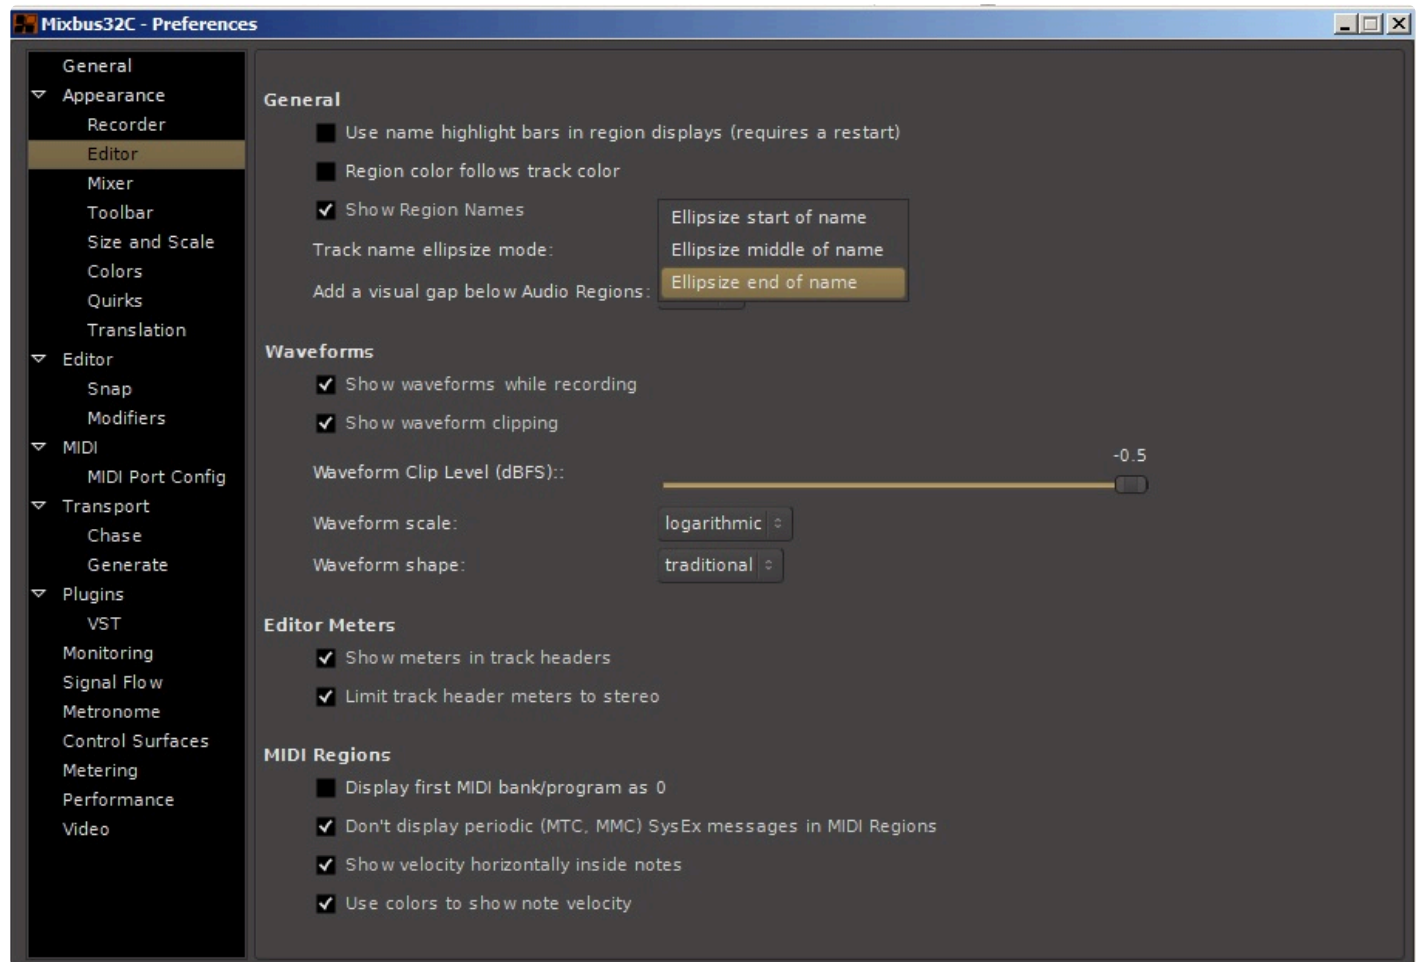 Mixbus32C - Preferences
General
Appearance
Recorder
Editor
Mixer
Toolbar
Size and Scale
Colors
Quirks
Translation
Editor
Snap
Modifiers
MIDI
MIDI Port Config
Transport
Chase
Generate
Plugins
VST
Monitoring
Signal Flow
Metronome
Control Surfaces
Metering
Performance
Video
General
Use name highlight bars in region displays (requires a restart)
Region color follows track color
Show Region Names
Track name ellipsize mode:
Ellipsize start of name
Ellipsize middle of name
Ellipsize end of name
Add a visual gap below Audio Regions:
Waveforms
Show waveforms while recording
Show waveform clipping
Waveform Clip Level (dBFS)::
-0.5
Waveform scale: logarithmic
Waveform shape: traditional
Editor Meters
Show meters in track headers
Limit track header meters to stereo
MIDI Regions
Display first MIDI bank/program as 0
Don't display periodic (MTC, MMC) SysEx messages in MIDI Regions
Show velocity horizontally inside notes
Use colors to show note velocity